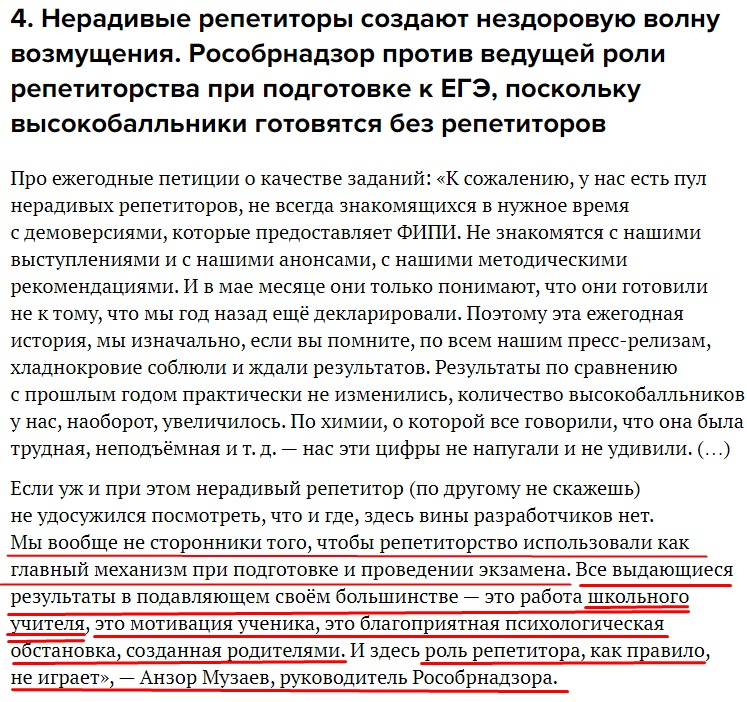 4. Нерадивые репетиторы создают нездоровую волну
возмущения. Рособрнадзор против ведущей роли
репетиторства при подготовке к ЕГЭ, поскольку
высокобалльники готовятся без репетиторов
Про ежегодные петиции о качестве заданий: «К сожалению, у нас есть пул
нерадивых репетиторов, не всегда знакомящихся в нужное время
с демоверсиями, которые предоставляет ФИПИ. Не знакомятся с нашими
выступлениями и с нашими анонсами, с нашими методическими
рекомендациями. И в мае месяце они только понимают, что они готовили
не к тому, что мы год назад ещё декларировали. Поэтому эта ежегодная
история, мы изначально, если вы помните, по всем нашим пресс-релизам,
хладнокровие соблюли и ждали результатов. Результаты по сравнению
с прошлым годом практически не изменились, количество высокобалльников
у нас, наоборот, увеличилось. По химии, о которой все говорили, что она была
трудная, неподъёмная и т. д. — нас эти цифры не напугали и не удивили. (…)
Если уж и при этом нерадивый репетитор (по другому не скажешь)
не удосужился посмотреть, что и где, здесь вины разработчиков нет.
Мы вообще не сторонники того, чтобы репетиторство использовали как
главный механизм при подготовке и проведении экзамена. Все выдающиеся
результаты в подавляющем своём большинстве — это работа школьного
учителя, это мотивация ученика, это благоприятная психологическая
обстановка, созданная родителями. И здесь роль репетитора, как правило,
не играет», — Анзор Музаев, руководитель Рособрнадзора.